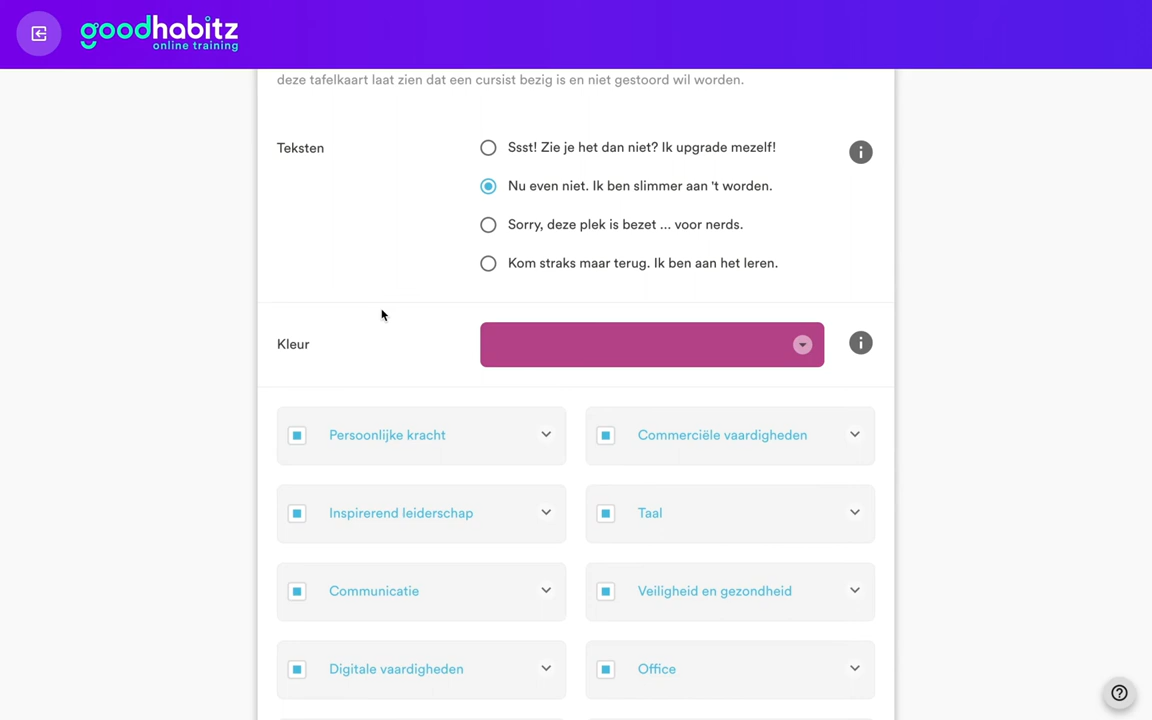 goodhabitz
online training
deze tafelkaart laat zien dat een cursist bezig is en niet gestoord wil worden.
Teksten
Ssst! Zie je het dan niet? Ik upgrade mezelf!
Nu even niet. Ik ben slimmer aan 't worden.
Sorry, deze plek is bezet ... voor nerds.
Kom straks maar terug. Ik ben aan het leren.
Kleur
Persoonlijke kracht
Commerciële vaardigheden
Inspirerend leiderschap
Taal
Communicatie
Veiligheid en gezondheid
Digitale vaardigheden
Office